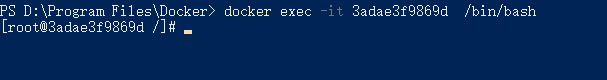 PS D:\Program Files\Docker> docker exec -it 3adae3f9869d  /bin/bash
[root@3adae3f9869d /]#